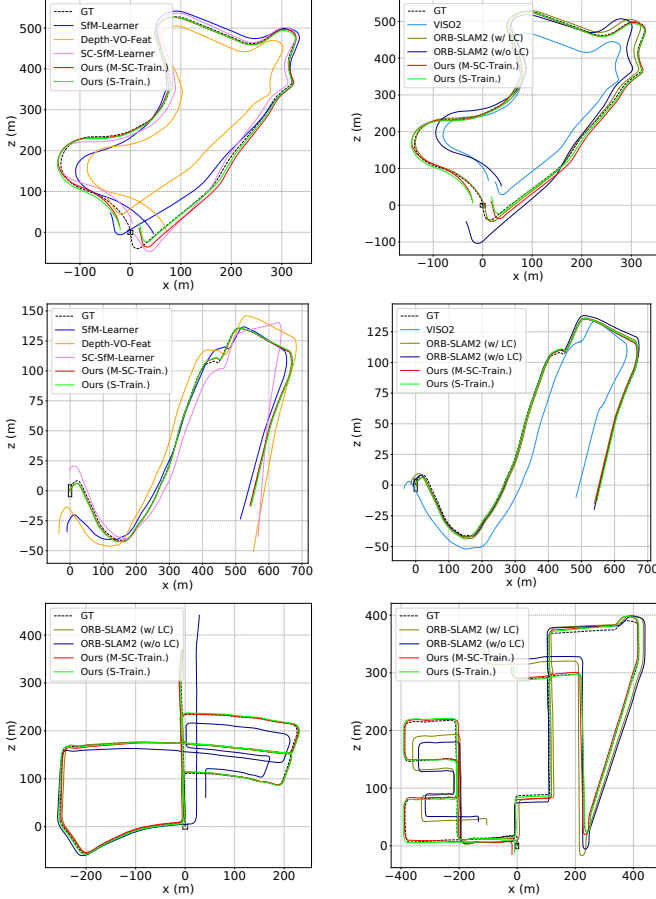 500
400
300
200
100
0
z (m)
−100
0
100
200
300
x (m)
GT
SfM-Learner
Depth-VO-Feat
SC-SfM-Learner
Ours (M-SC-Train.)
Ours (S-Train.)
500
400
300
200
100
0
−100
z (m)
−100
0
100
200
300
x (m)
GT
VISO2
ORB-SLAM2 (w/ LC)
ORB-SLAM2 (w/o LC)
Ours (M-SC-Train.)
Ours (S-Train.)
150
125
100
75
50
25
0
−25
−50
z (m)
0
100
200
300
400
500
600
700
x (m)
GT
SfM-Learner
Depth-VO-Feat
SC-SfM-Learner
Ours (M-SC-Train.)
Ours (S-Train.)
125
100
75
50
25
0
−25
−50
z (m)
0
100
200
300
400
500
600
700
x (m)
GT
VISO2
ORB-SLAM2 (w/ LC)
ORB-SLAM2 (w/o LC)
Ours (M-SC-Train.)
Ours (S-Train.)
400
300
200
100
0
z (m)
−200
−100
0
100
200
x (m)
GT
ORB-SLAM2 (w/ LC)
ORB-SLAM2 (w/o LC)
Ours (M-SC-Train.)
Ours (S-Train.)
400
300
200
100
0
z (m)
−400
−200
0
200
400
x (m)
GT
ORB-SLAM2 (w/ LC)
ORB-SLAM2 (w/o LC)
Ours (M-SC-Train.)
Ours (S-Train.)